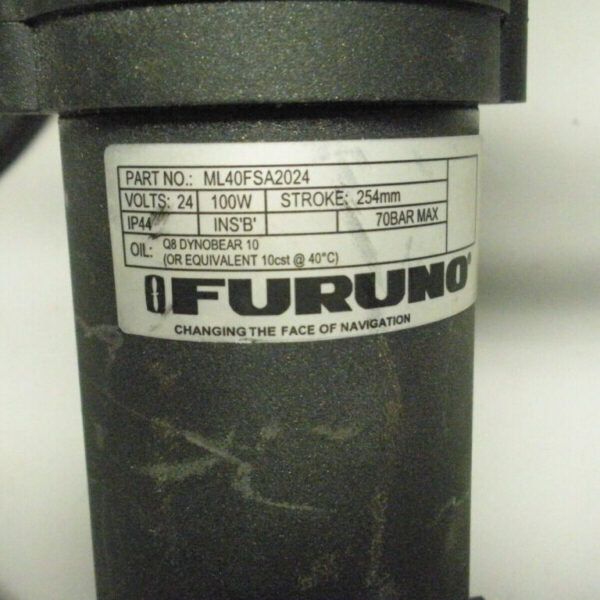 PART NO.: ML40FSA2024
VOLTS: 24 100W STROKE: 254mm
IP44 INS'B' 70BAR MAX
OIL: Q8 DYNOBEAR 10
(OR EQUIVALENT 10cst @ 40°C)
FURUNO
CHANGING THE FACE OF NAVIGATION